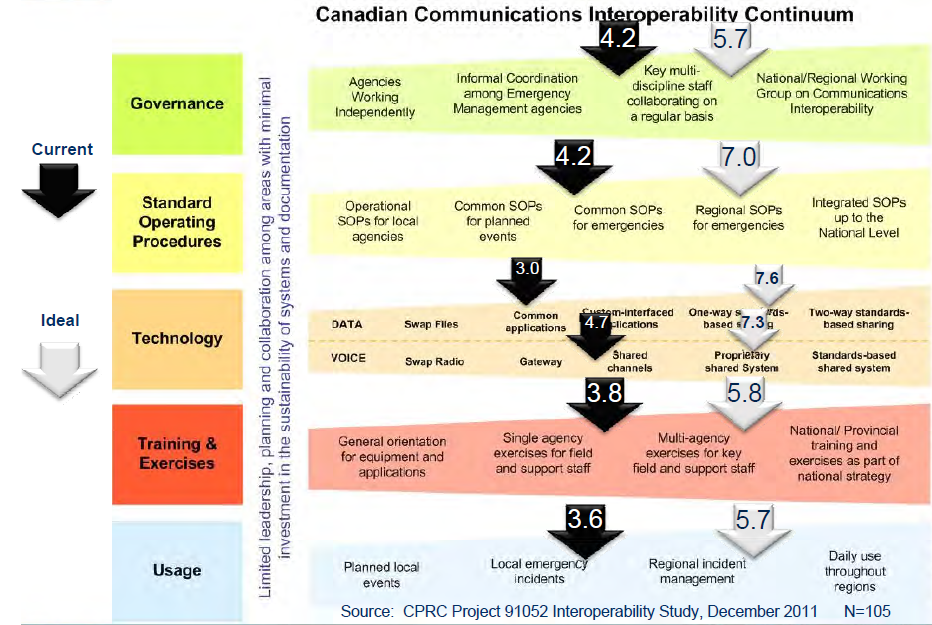 Canadian Communications Interoperability Continuum
4.2
5.7
Governance
Agencies
Working
Independently
Informal Coordination
among Emergency
Management agencies
Key multi-
discipline staff
collaborating on
a regular basis
National/Regional Working
Group on Communications
Interoperability
Current
Ideal
Limited leadership, planning and collaboration among areas with minimal
investment in the sustainability of systems and documentation
4.2
7.0
Standard
Operating
Procedures
Operational
SOPs for local
agencies
Common SOPs
for planned
events
Common SOPs
for emergencies
Regional SOPs
for emergencies
Integrated SOPs
up to the
National Level
3.0
7.6
Technology
DATA
Swap Files
Common
applications
Custom-interfaced
One-way
based
Two-way standards-
based sharing
4.7
7.3
VOICE
Swap Radio
Gateway
Shared
channels
Proprietary
shared System
Standards-based
shared system
3.8
5.8
Training &
Exercises
General orientation
for equipment and
applications
Single agency
exercises for field
and support staff
Multi-agency
exercises for key
field and support staff
National/ Provincial
training and
exercises as part of
national strategy
3.6
5.7
Usage
Planned local
events
Local emergency
incidents
Regional incident
management
Daily use
throughout
regions
Source: CPRC Project 91052 Interoperability Study, December 2011 N=105